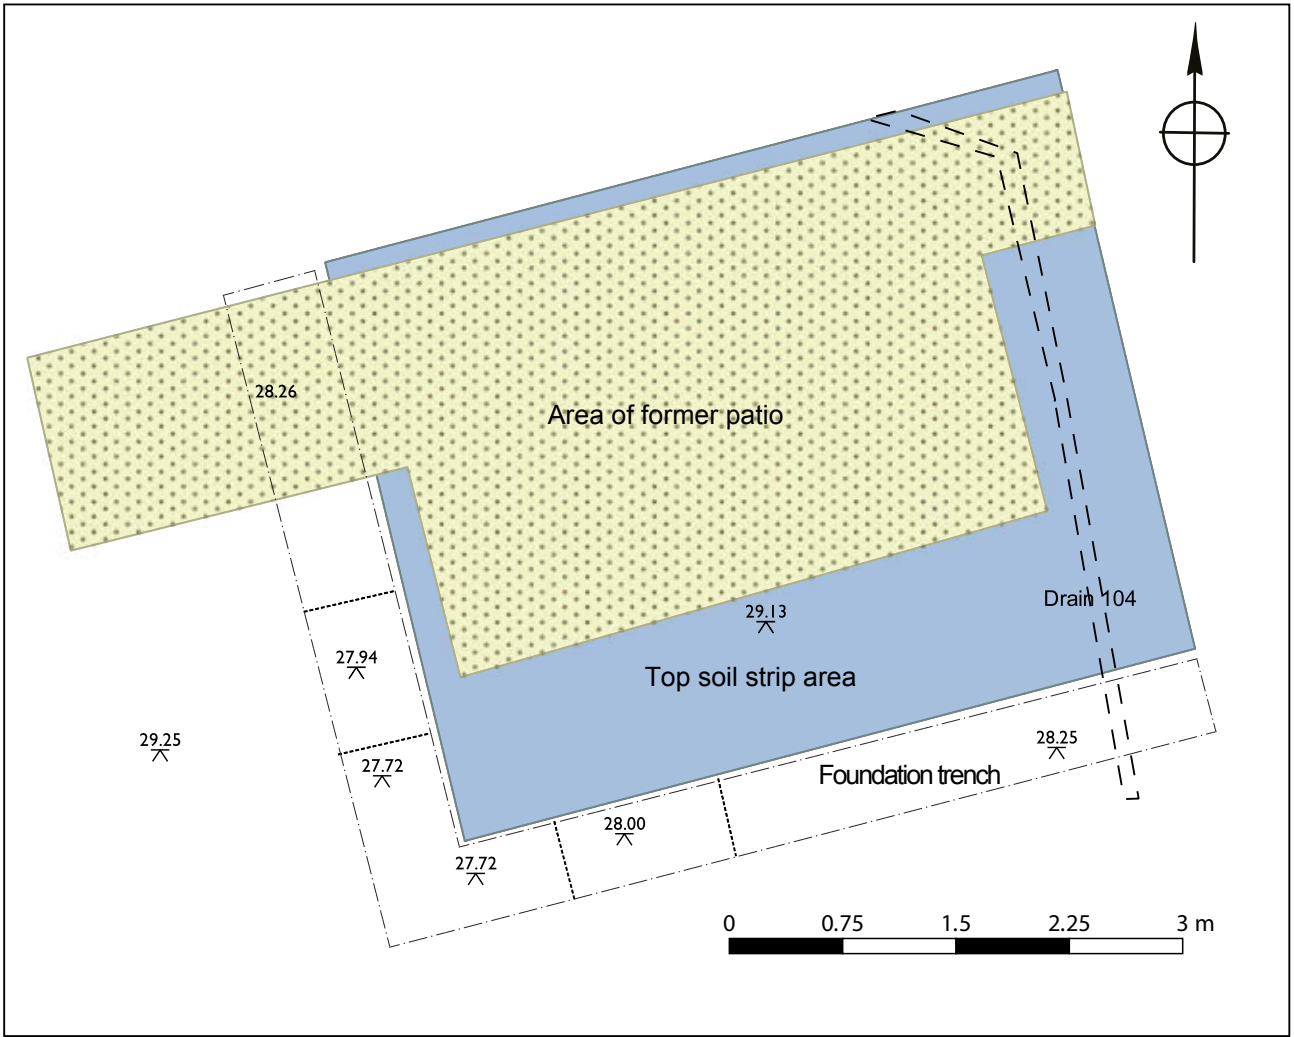 28.26
Area of former patio
29.13
Drain 104
27.94
Top soil strip area
29.25
28.25
27.72
Foundation trench
28.00
27.72
0 0.75 1.5 2.25 3 m